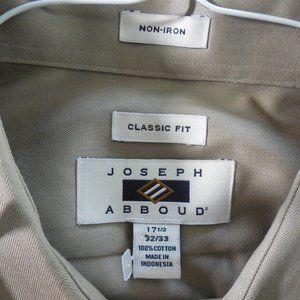 NON-IRON
CLASSIC FIT
JOSEPH
ABBOUD
17 1/2
32/33
100% COTTON
MADE IN
INDONESIA